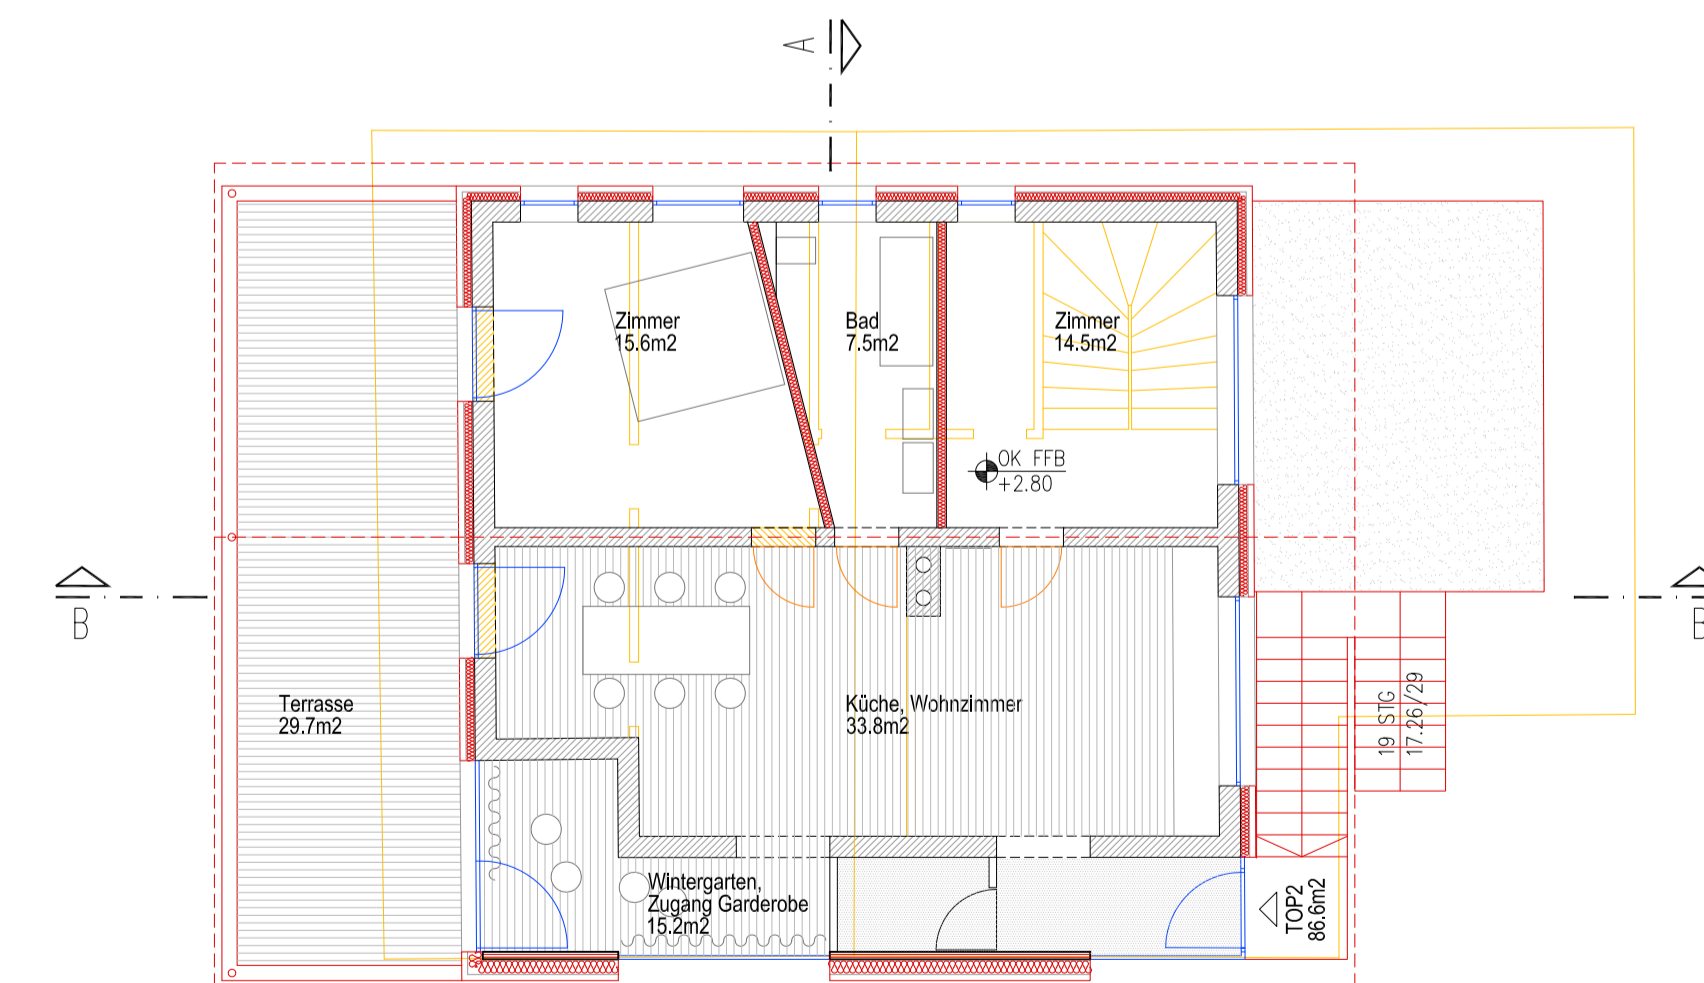 A
Zimmer
15.6m2
Bad
7.5m2
Zimmer
14.5m2
OK FFB
+2.80
B
B
Terrasse
29.7m2
Küche, Wohnzimmer
33.8m2
19 STG
17.26/29
Wintergarten,
Zugang Garderobe
15.2m2
TOP2
86.6m2